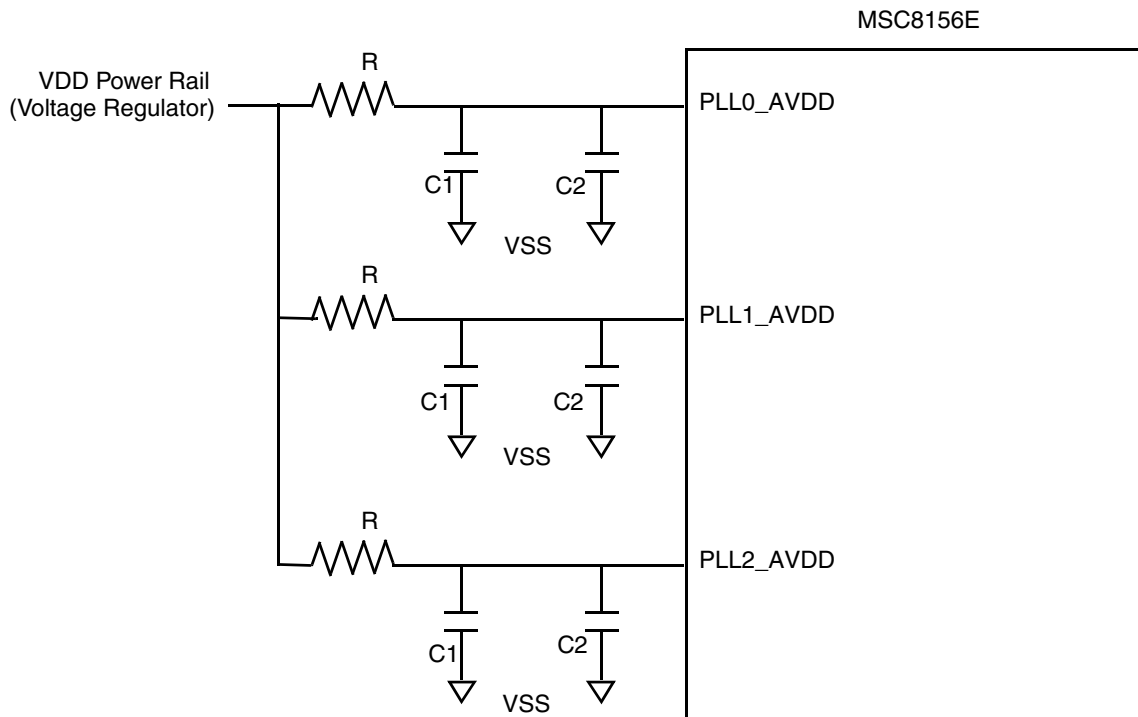 MSC8156E
R
VDD Power Rail
(Voltage Regulator)
PLL0_AVDD
C1
C2
VSS
R
PLL1_AVDD
C1
C2
VSS
R
PLL2_AVDD
C1
C2
VSS